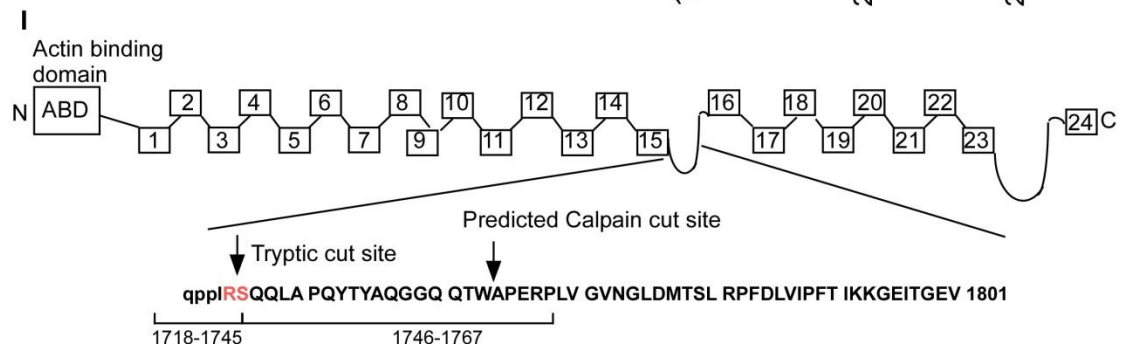 I
Actin binding
domain
N ABD 1 2 3 4 5 6 7 8 9 10 11 12 13 14 15 16 17 18 19 20 21 22 23 24 C
Predicted Calpain cut site
Tryptic cut site
qpplRSQQLA PQYTYAQGGQ QTWAPERPLV GVNGLDMTSL RPFDLVIPFT IKKGEITGEV 1801
1718-1745 1746-1767